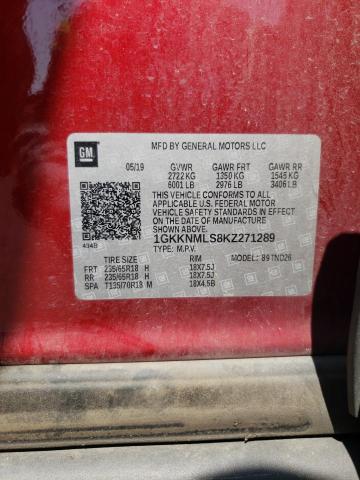 GM
MFD BY GENERAL MOTORS LLC
05/19 GVWR GAWR FRT GAWR RR
2722 KG 1350 KG 1545 KG
6001 LB 2976 LB 3406 LB
THIS VEHICLE CONFORMS TO ALL
APPLICABLE U.S. FEDERAL MOTOR
VEHICLE SAFETY AND THEFT
PREVENTION STANDARDS IN EFFECT
ON THE DATE OF MANUFACTURE
SHOWN ABOVE.
1GKKNMLS8KZ271289
434B TYPE: M.P.V.
TIRE SIZE RIM MODEL: 89TND26
FRT 235/65R18 H 18X7.5J
RR 235/65R18 H 18X7.5J
SPA T135/70R18 M 18X4.5B